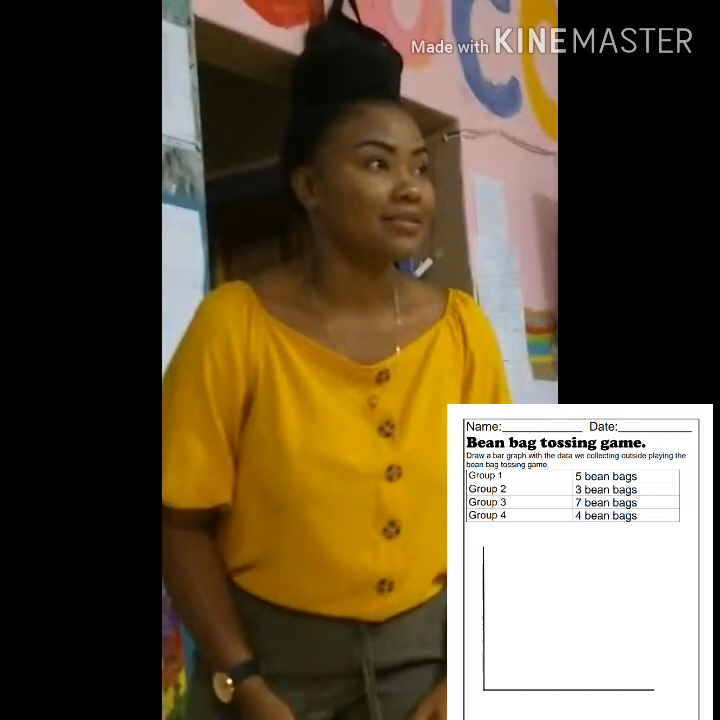 Made with KINEMASTER
Name:____________ Date:___________
Bean bag tossing game.
Draw a bar graph with the data we collecting outside playing the
bean bag tossing game.
Group 1 5 bean bags
Group 2 3 bean bags
Group 3 7 bean bags
Group 4 4 bean bags